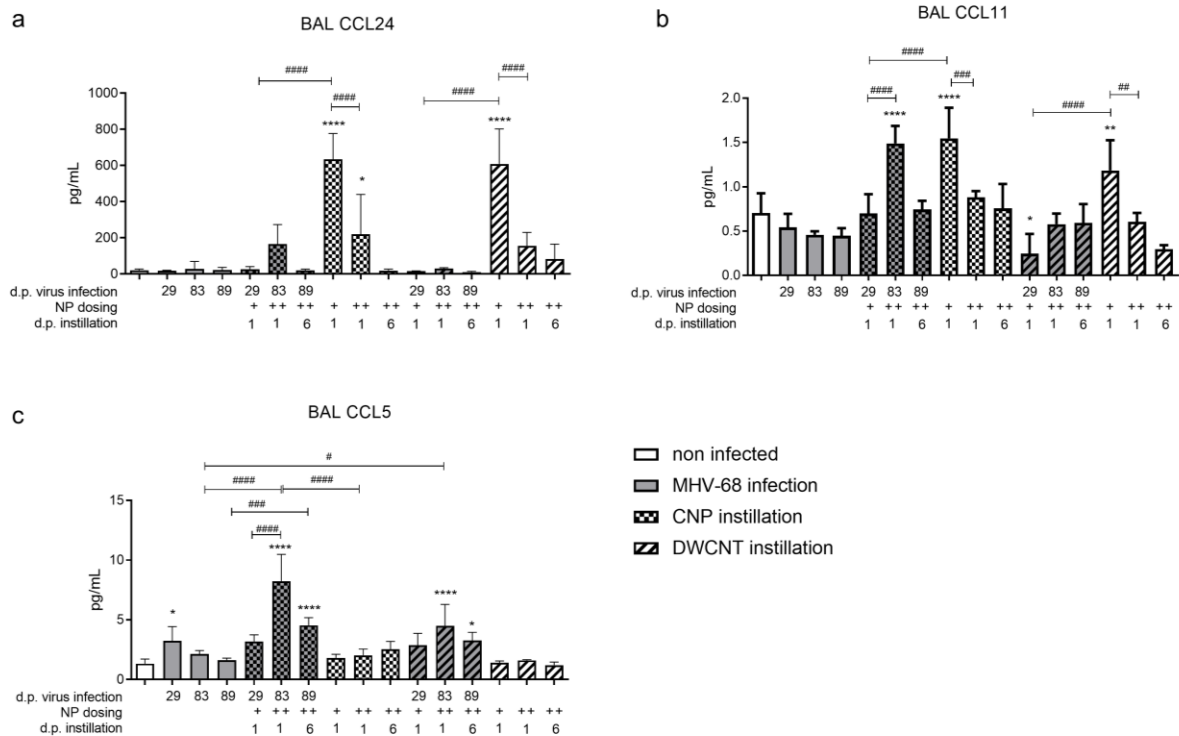 a
BAL CCL24
####
####
####
####
****
*
****
1000
800
600
400
200
0
pg/mL
d.p. virus infection 29 83 89 29 83 89 29 83 89
NP dosing + ++ ++ + ++ ++ + ++ ++ + ++ ++
d.p. instillation 1 1 6 1 1 6 1 1 6 1 1 6
b
BAL CCL11
####
####
###
####
##
****
****
*
**
2.0
1.5
1.0
0.5
0.0
pg/mL
d.p. virus infection 29 83 89 29 83 89 29 83 89
NP dosing + ++ ++ + ++ ++ + ++ ++ + ++ ++
d.p. instillation 1 1 6 1 1 6 1 1 6 1 1 6
c
BAL CCL5
#
####
####
###
####
*
****
****
****
*
15
10
5
0
pg/mL
d.p. virus infection 29 83 89 29 83 89 29 83 89
NP dosing + ++ ++ + ++ ++ + ++ ++ + ++ ++
d.p. instillation 1 1 6 1 1 6 1 1 6 1 1 6
non infected
MHV-68 infection
CNP instillation
DWCNT instillation